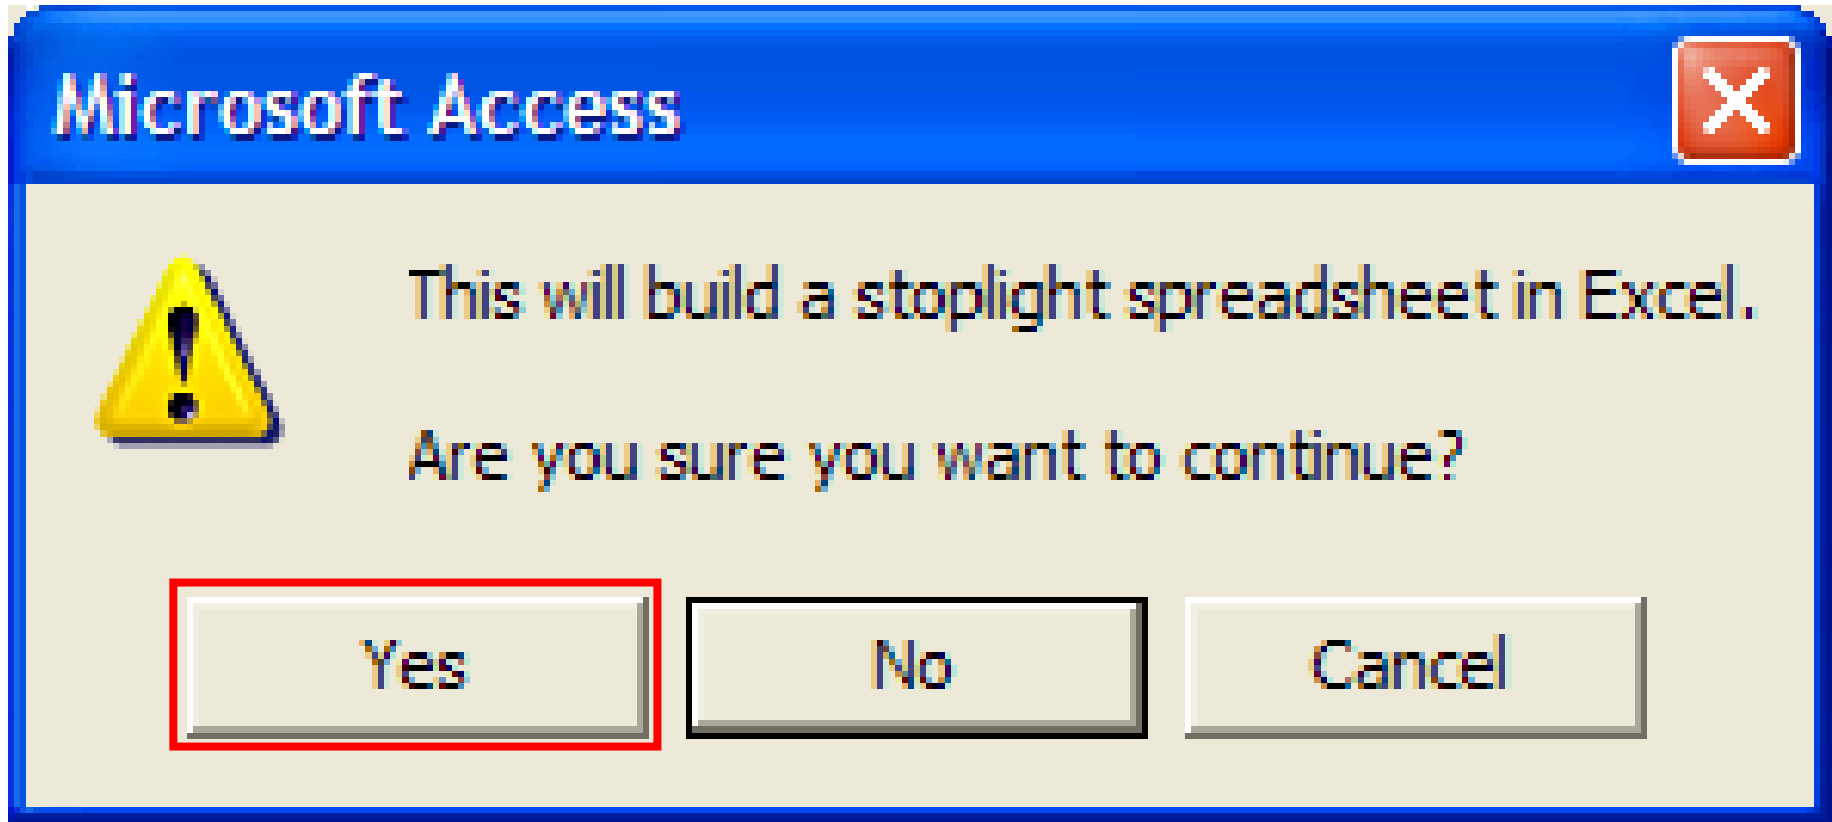 Microsoft Access
This will build a stoplight spreadsheet in Excel.
Are you sure you want to continue?
Yes No Cancel